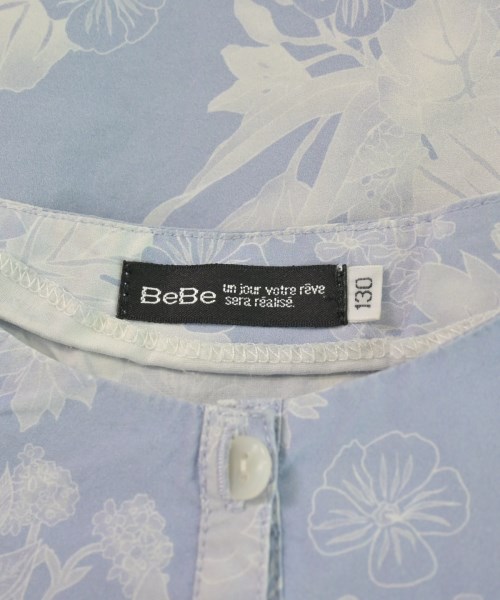 BeBe
un jour votre rêve
sera réalisé.
130